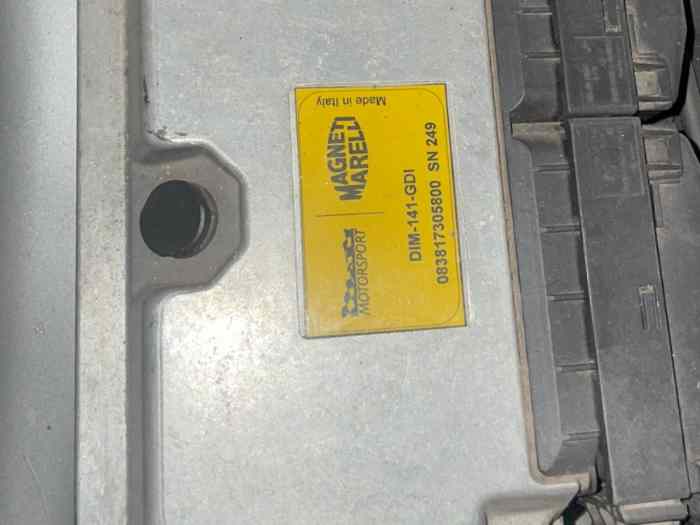 MOTORSPORT
MAGNETI
MARELLI
Made in Italy
DIM-141-GDI
083817305800 SN 249